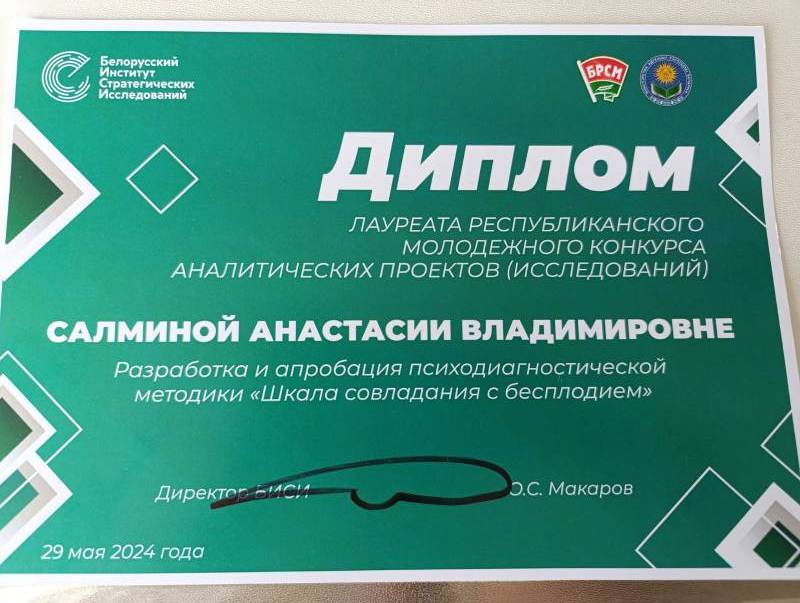 Белорусский
Институт
Стратегических
Исследований
БРСМ
Диплом
ЛАУРЕАТА РЕСПУБЛИКАНСКОГО
МОЛОДЕЖНОГО КОНКУРСА
АНАЛИТИЧЕСКИХ ПРОЕКТОВ (ИССЛЕДОВАНИЙ)
САЛМИНОЙ АНАСТАСИИ ВЛАДИМИРОВНЕ
Разработка и апробация психодиагностической
методики «Шкала совладания с бесплодием»
Директор БИСИ О.С. Макаров
29 мая 2024 года